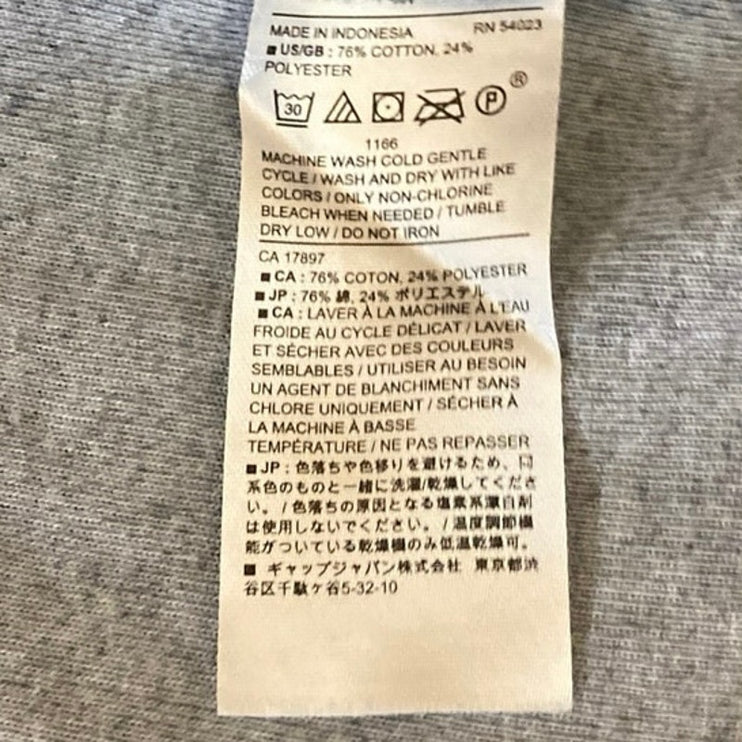 MADE IN INDONESIA RN 54023
■ US/GB : 76% COTTON, 24%
POLYESTER
30 P ®
1166
MACHINE WASH COLD GENTLE
CYCLE / WASH AND DRY WITH LIKE
COLORS / ONLY NON-CHLORINE
BLEACH WHEN NEEDED / TUMBLE
DRY LOW / DO NOT IRON
CA 17897
■ CA : 76% COTON, 24% POLYESTER
■ JP : 76% 綿, 24% ポリエステル
■ CA : LAVER À LA MACHINE À L'EAU
FROIDE AU CYCLE DÉLICAT / LAVER
ET SÉCHER AVEC DES COULEURS
SEMBLABLES / UTILISER AU BESOIN
UN AGENT DE BLANCHIMENT SANS
CHLORE UNIQUEMENT / SÉCHER À
LA MACHINE À BASSE
TEMPÉRATURE / NE PAS REPASSER
■ JP : 色落ちや色移りを避けるため、同
系色のものと一緒に洗濯/乾燥してくださ
い。/ 色落ちの原因となる塩素系漂白剤
は使用しないでください。/ 温度調節機
能がついている乾燥機のみ低温乾燥可。
■ ギャップジャパン株式会社 東京都渋
谷区千駄ヶ谷5-32-10